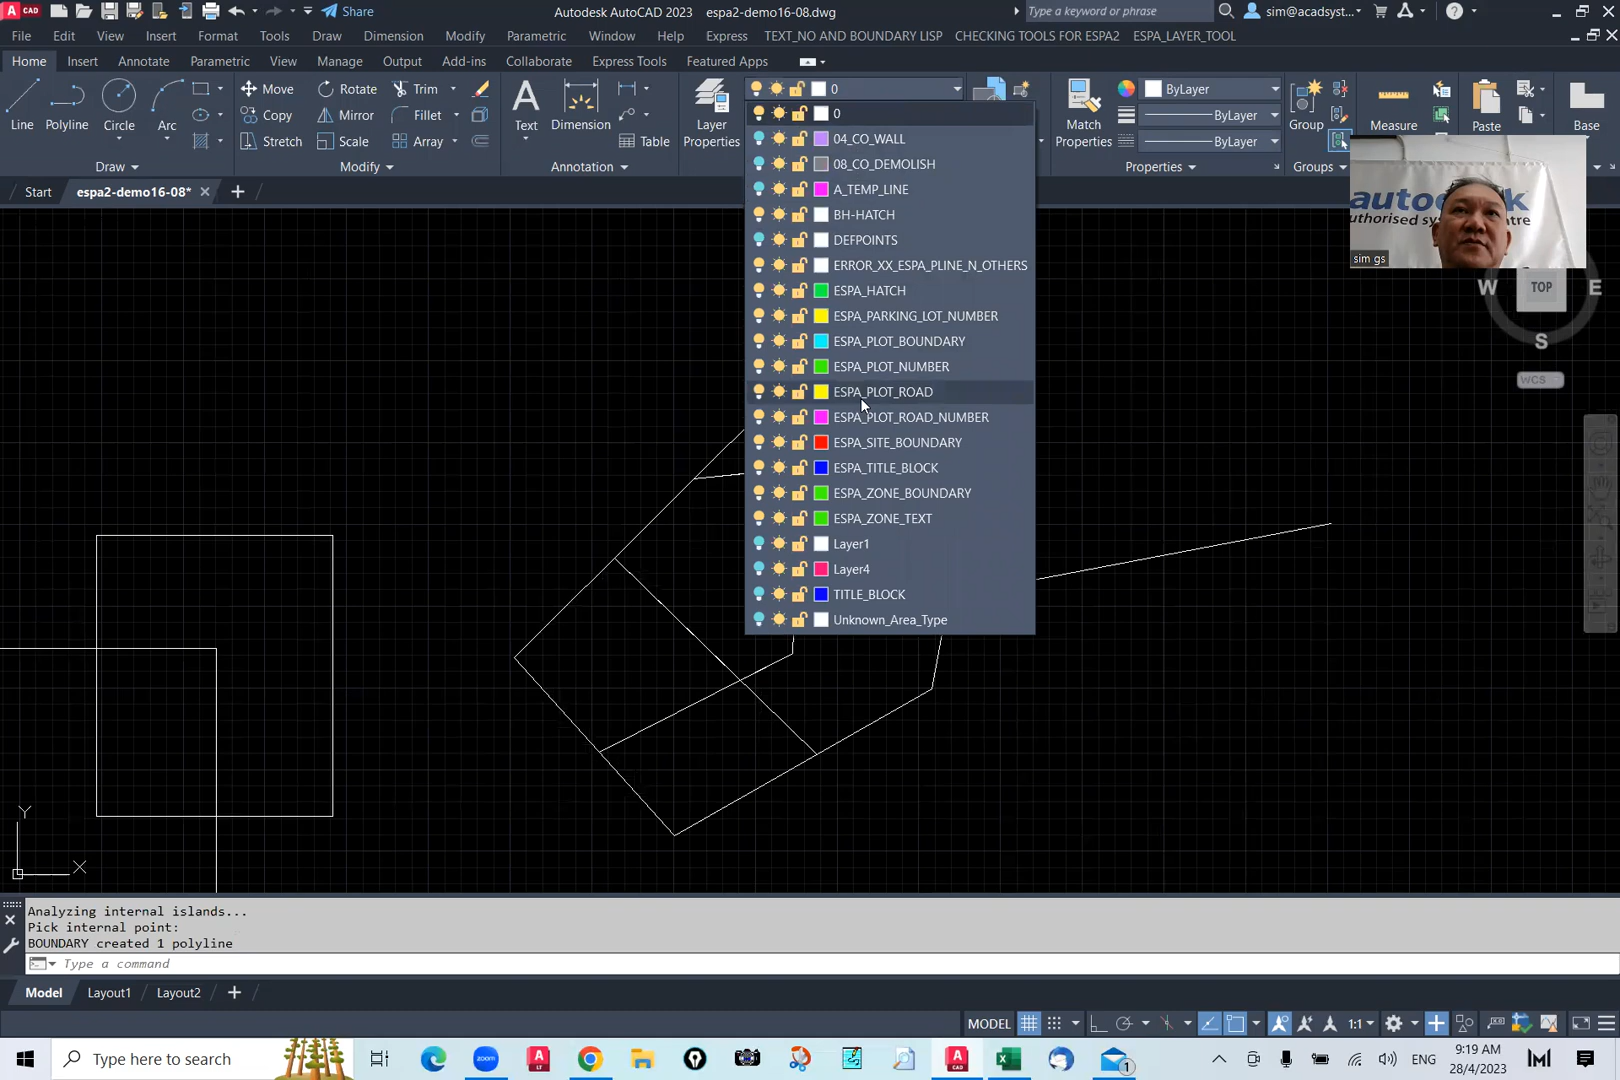 CAD Share Autodesk AutoCAD 2023 espa2-demo16-08.dwg Type a keyword or phrase sim@acadsyst...
File Edit View Insert Format Tools Draw Dimension Modify Parametric Window Help Express TEXT_NO AND BOUNDARY LISP CHECKING TOOLS FOR ESPA2 ESPA_LAYER_TOOL
Home Insert Annotate Parametric View Manage Output Add-ins Collaborate Express Tools Featured Apps
Line Polyline Circle Arc
Move Rotate Trim
Copy Mirror Fillet
Stretch Scale Array
Text Dimension Table
Layer Properties
0
Match Properties
ByLayer
ByLayer
ByLayer
Group Measure Paste Base
Draw Modify Annotation Properties Groups
Start espa2-demo16-08*
0
04_CO_WALL
08_CO_DEMOLISH
A_TEMP_LINE
BH-HATCH
DEFPOINTS
ERROR_XX_ESPA_PLINE_N_OTHERS
ESPA_HATCH
ESPA_PARKING_LOT_NUMBER
ESPA_PLOT_BOUNDARY
ESPA_PLOT_NUMBER
ESPA_PLOT_ROAD
ESPA_PLOT_ROAD_NUMBER
ESPA_SITE_BOUNDARY
ESPA_TITLE_BLOCK
ESPA_ZONE_BOUNDARY
ESPA_ZONE_TEXT
Layer1
Layer4
TITLE_BLOCK
Unknown_Area_Type
sim gs
W TOP E
S
WCS
Y
X
Analyzing internal islands...
Pick internal point:
BOUNDARY created 1 polyline
Type a command
Model Layout1 Layout2
MODEL 1:1
Type here to search
ENG
9:19 AM
28/4/2023